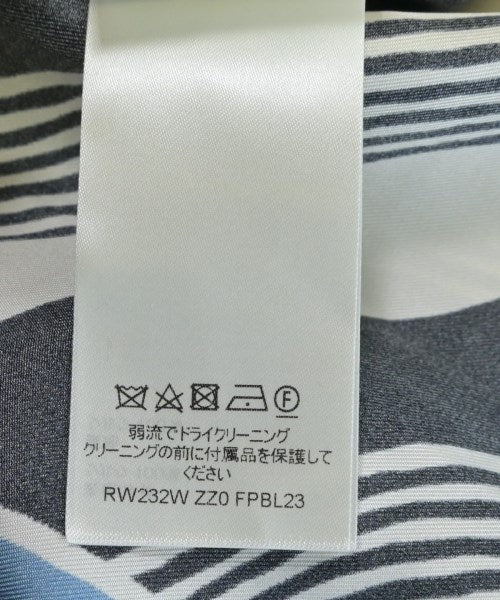 F
弱流でドライクリーニング
クリーニングの前に付属品を保護して
ください
RW232W ZZ0 FPBL23